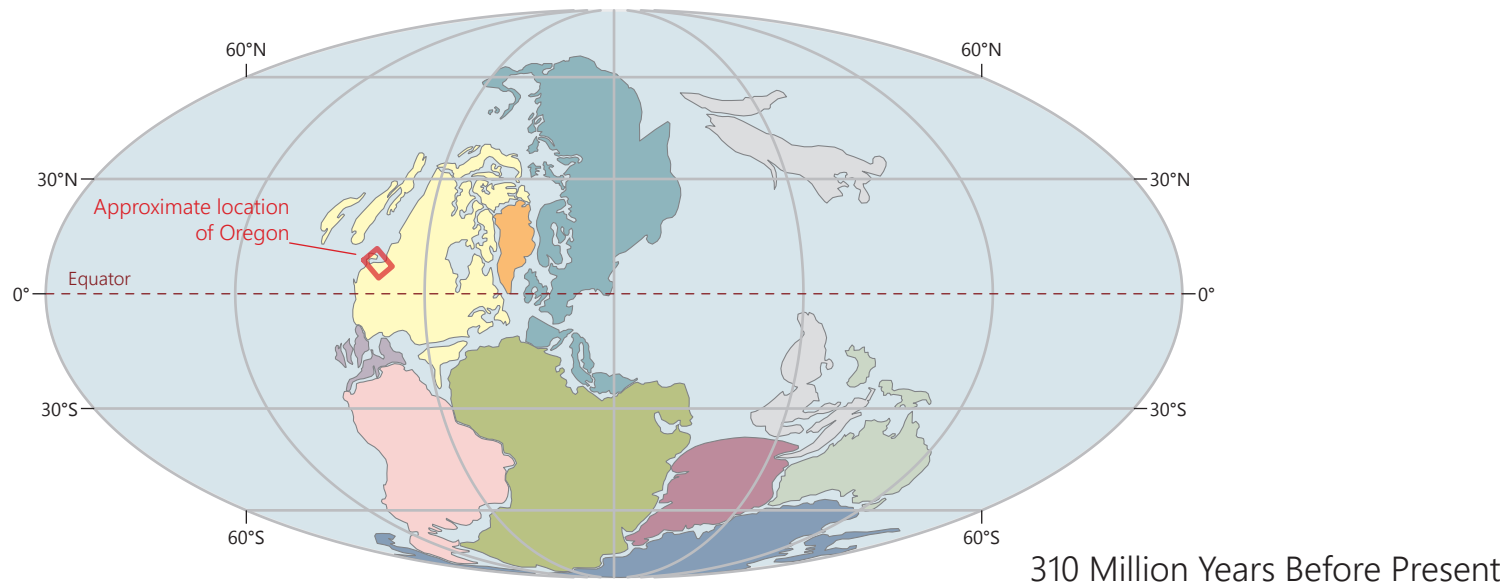 60°N
60°N
30°N
30°N
Approximate location
of Oregon
Equator
0°
0°
30°S
30°S
60°S
60°S
310 Million Years Before Present